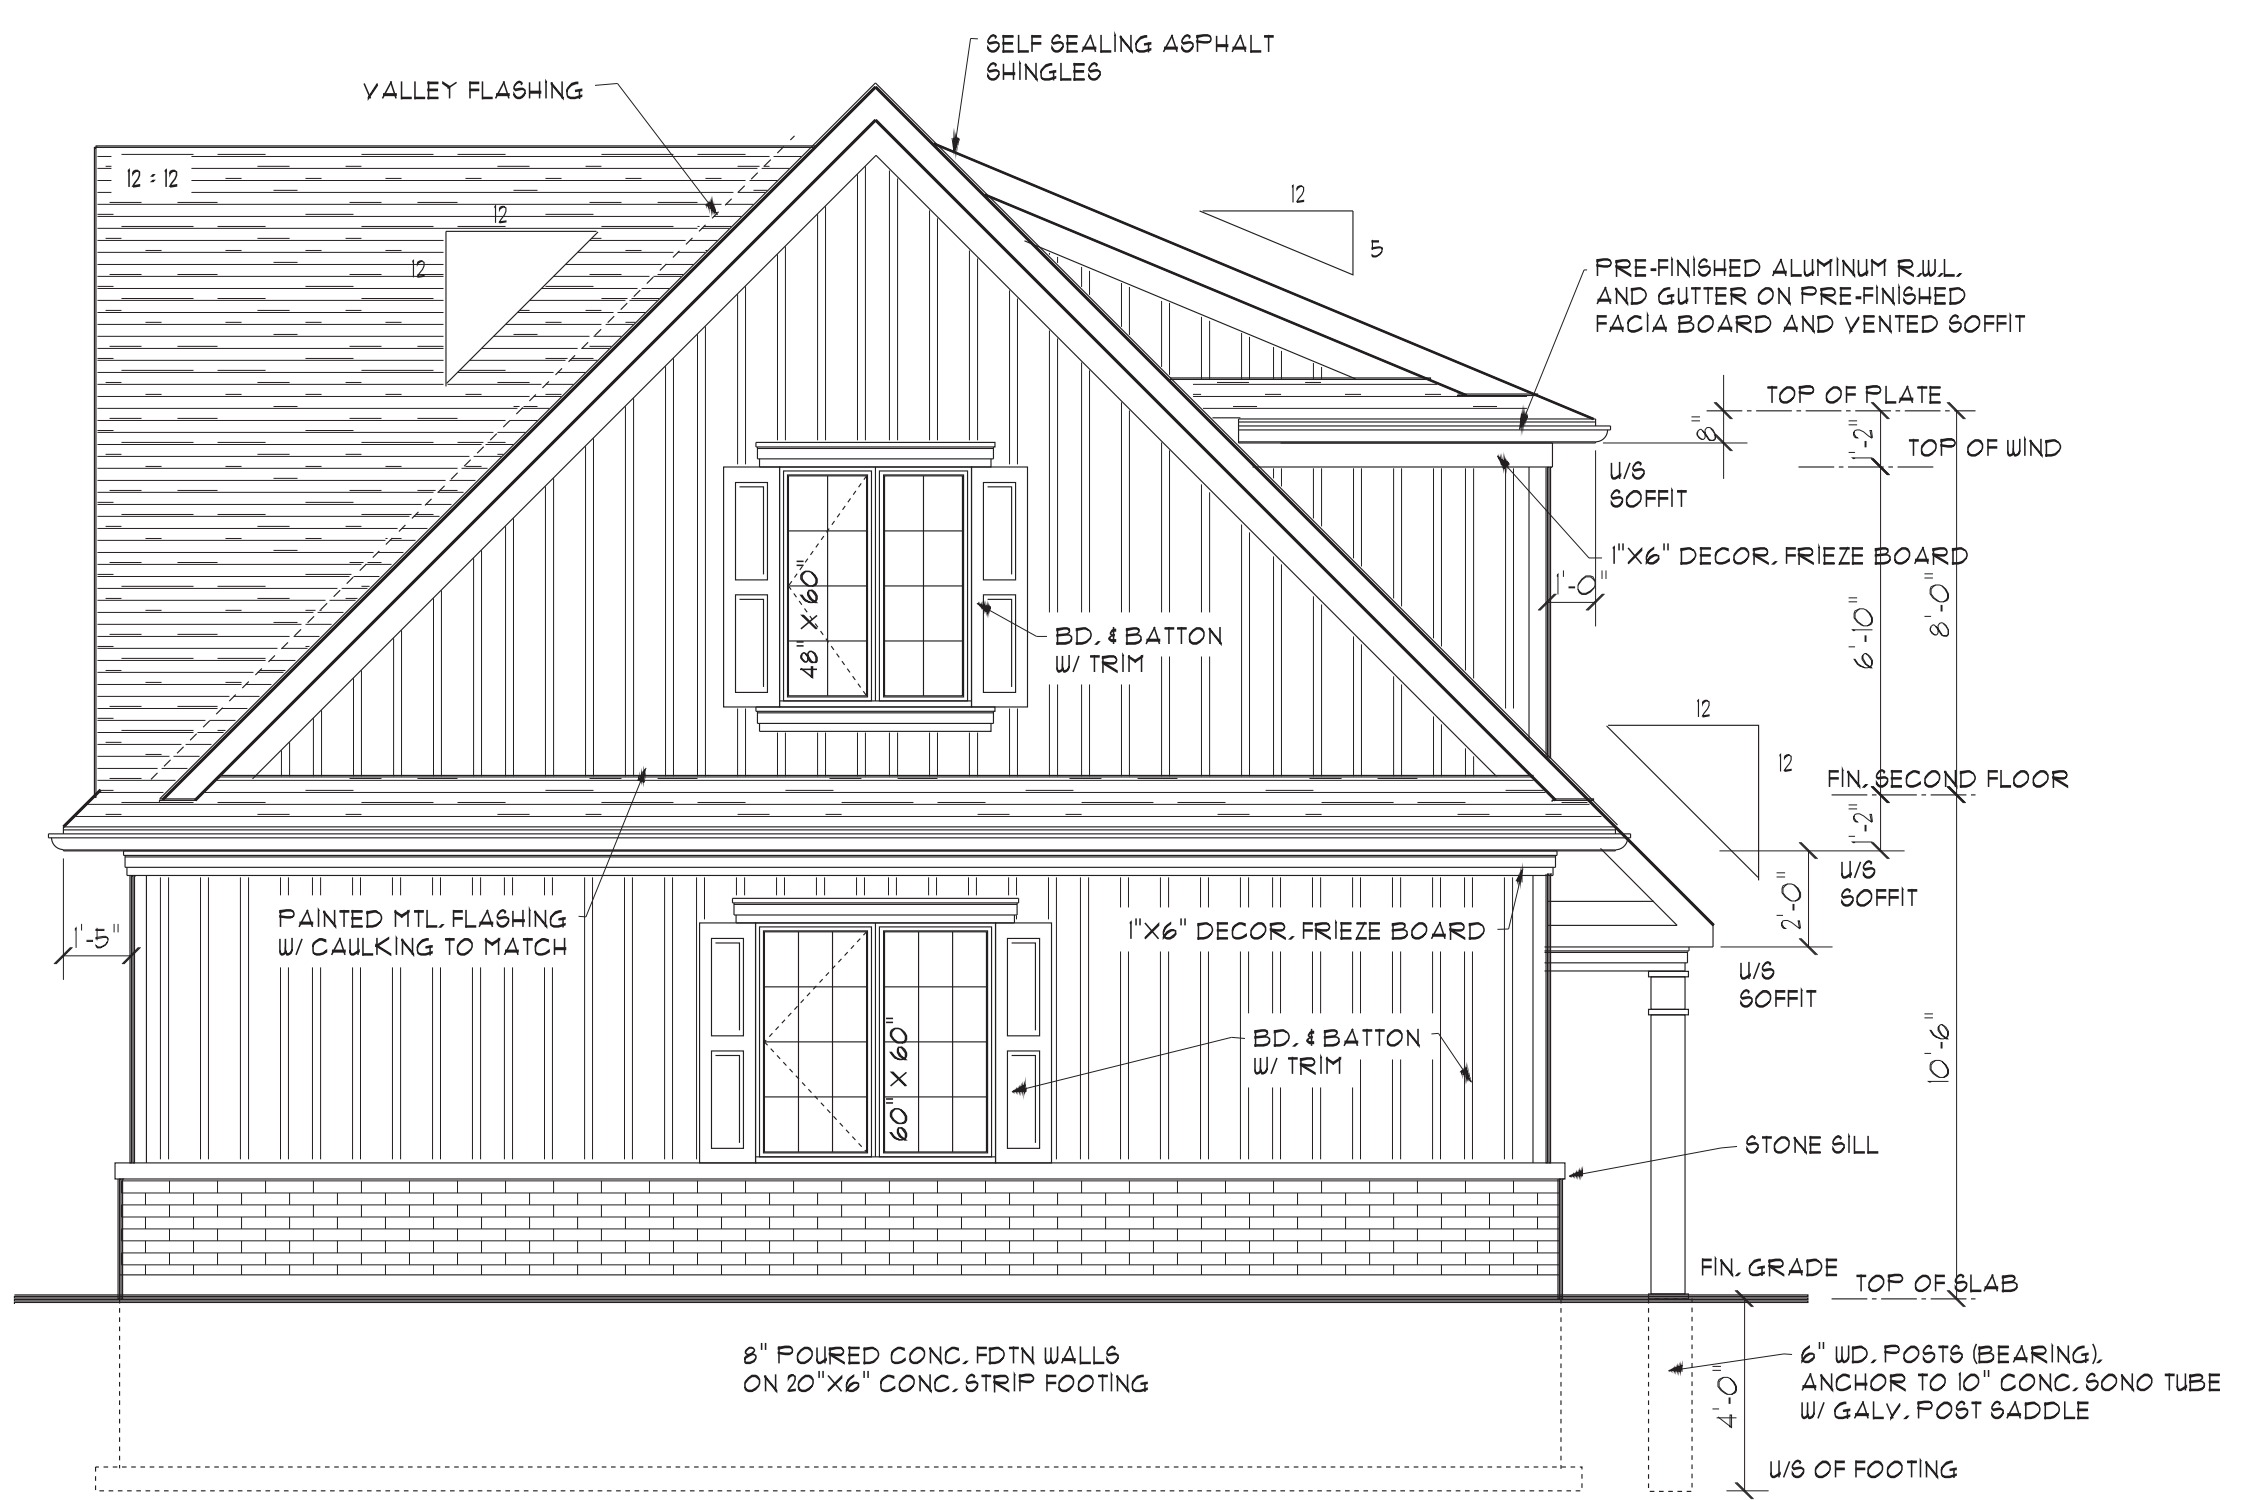 SELF SEALING ASPHALT
SHINGLES
VALLEY FLASHING
12 : 12
12
12
12
5
PRE-FINISHED ALUMINUM R.W.L.
AND GUTTER ON PRE-FINISHED
FACIA BOARD AND VENTED SOFFIT
TOP OF PLATE
8"
1'-2"
TOP OF WIND
U/S
SOFFIT
1"X6" DECOR. FRIEZE BOARD
1'-0"
6'-10"
8'-0"
48" X 60"
BD. & BATTON
W/ TRIM
12
12
FIN. SECOND FLOOR
1'-2"
U/S
SOFFIT
2'-0"
PAINTED MTL. FLASHING
W/ CAULKING TO MATCH
1'-5"
1"X6" DECOR. FRIEZE BOARD
U/S
SOFFIT
60" X 60"
BD. & BATTON
W/ TRIM
10'-6"
STONE SILL
FIN. GRADE
TOP OF SLAB
8" POURED CONC. FDTN WALLS
ON 20"X6" CONC. STRIP FOOTING
6" WD. POSTS (BEARING).
ANCHOR TO 10" CONC. SONO TUBE
W/ GALV. POST SADDLE
4'-0"
U/S OF FOOTING